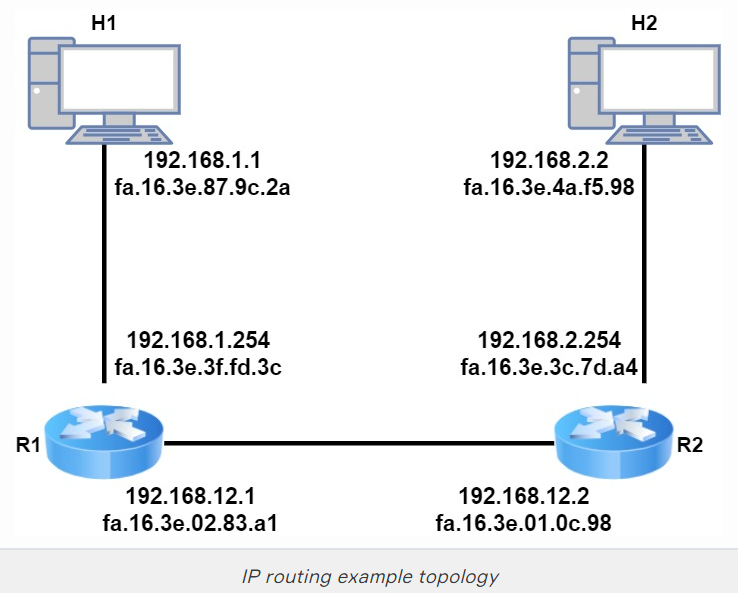 H1
H2
192.168.1.1
fa.16.3e.87.9c.2a
192.168.2.2
fa.16.3e.4a.f5.98
192.168.1.254
fa.16.3e.3f.fd.3c
192.168.2.254
fa.16.3e.3c.7d.a4
R1
R2
192.168.12.1
fa.16.3e.02.83.a1
192.168.12.2
fa.16.3e.01.0c.98
IP routing example topology